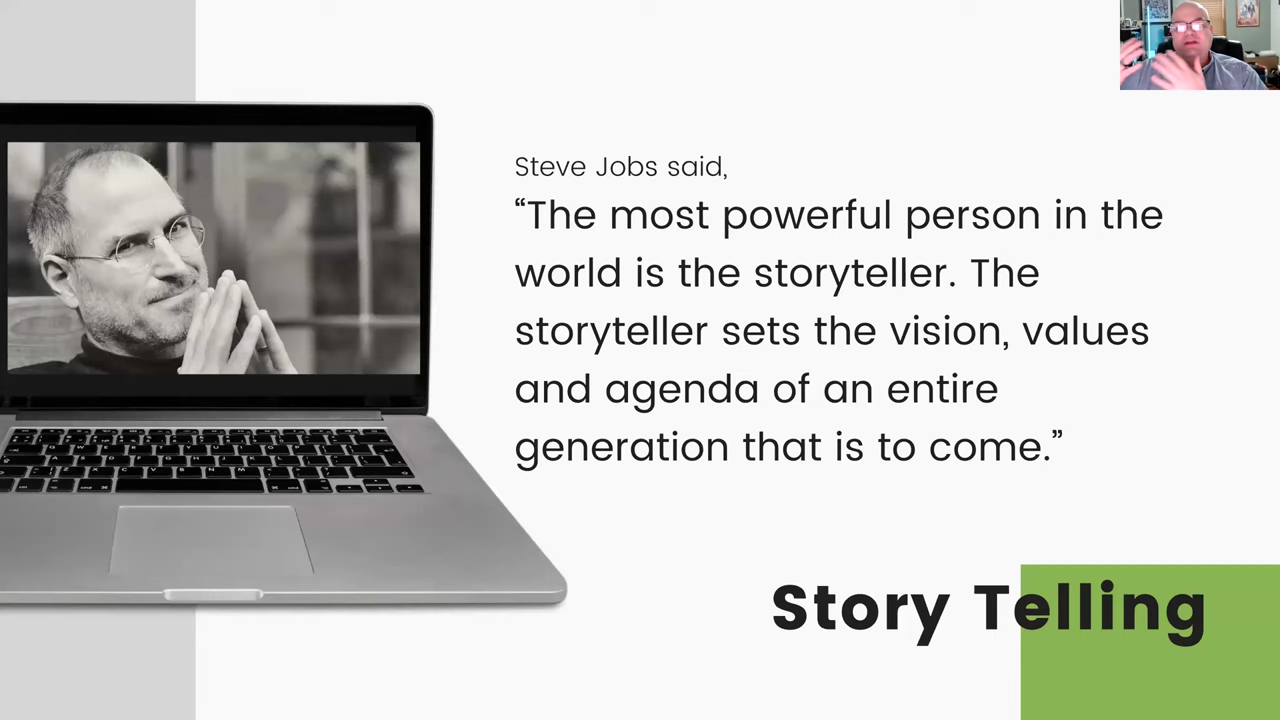 Steve Jobs said,
“The most powerful person in the
world is the storyteller. The
storyteller sets the vision, values
and agenda of an entire
generation that is to come.”
Story Telling